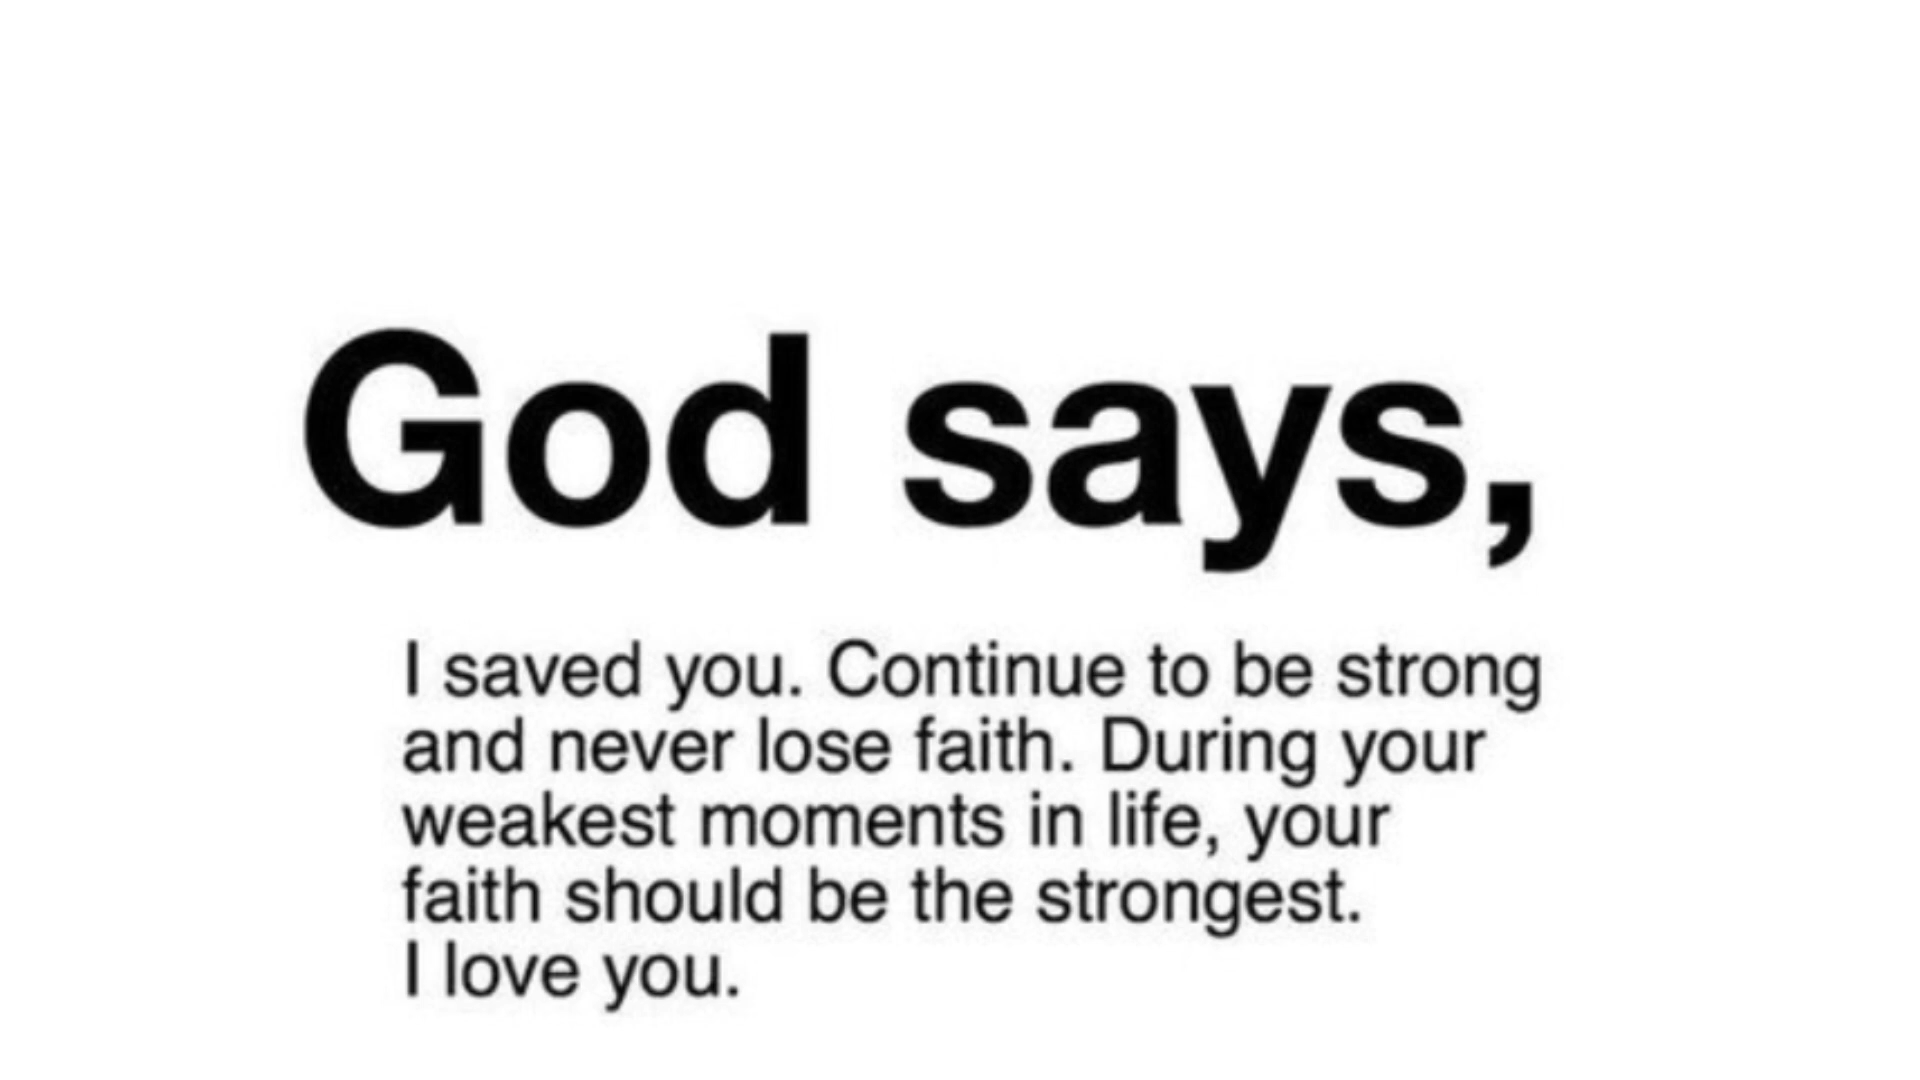 God says,
I saved you. Continue to be strong
and never lose faith. During your
weakest moments in life, your
faith should be the strongest.
I love you.